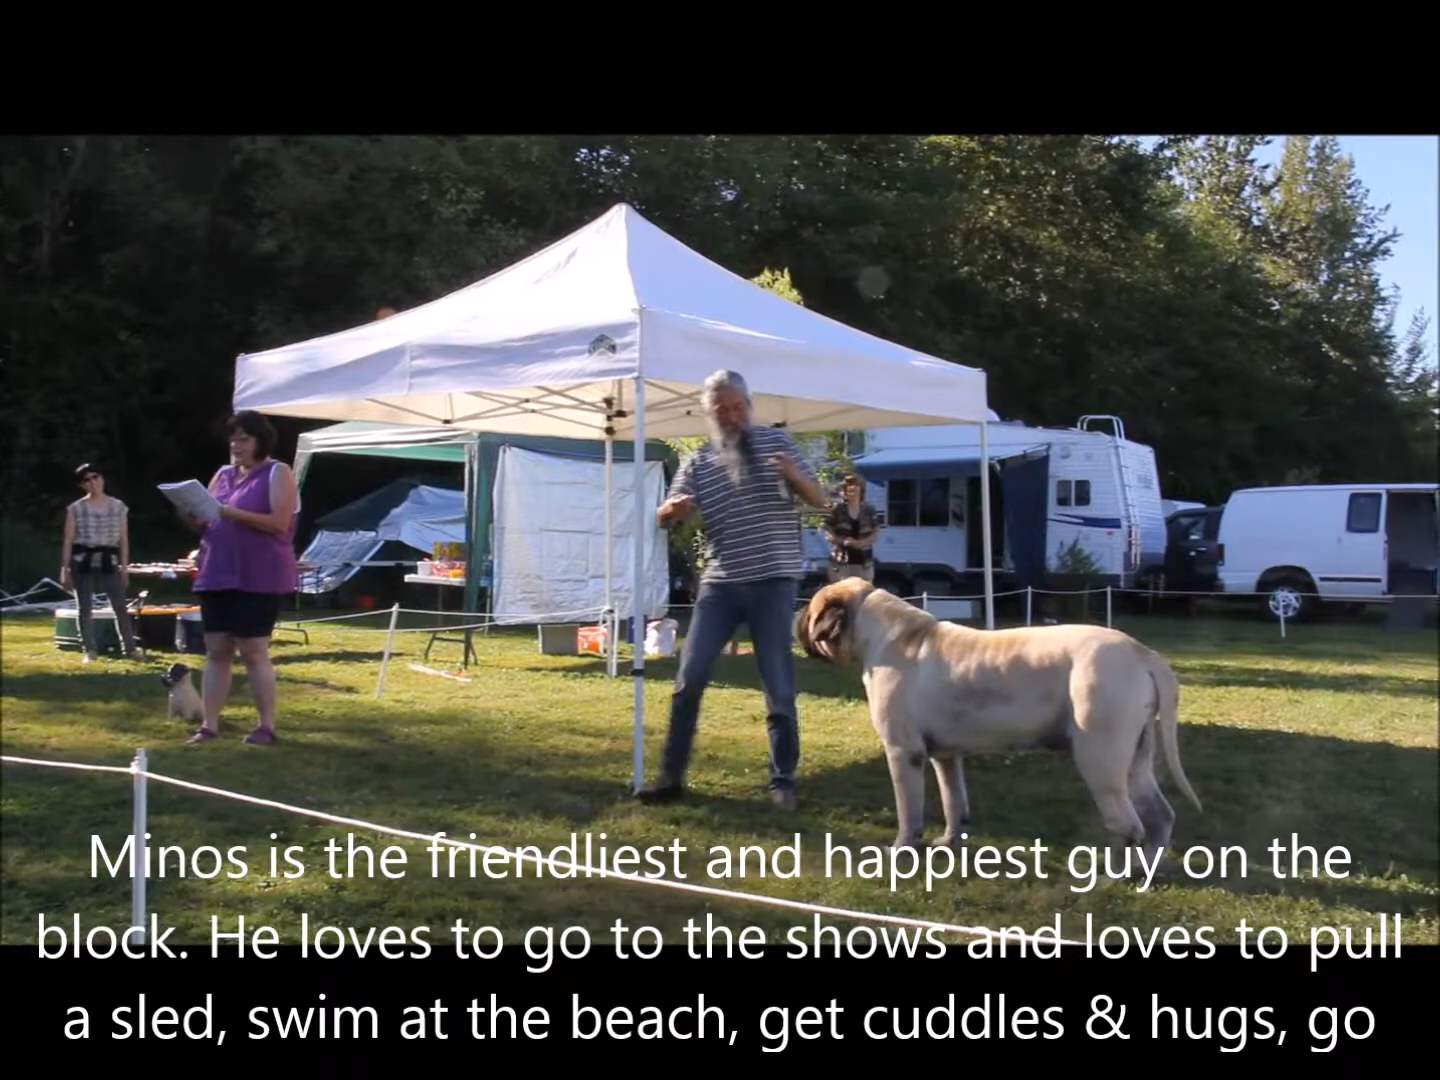 Minos is the friendliest and happiest guy on the
block. He loves to go to the shows and loves to pull
a sled, swim at the beach, get cuddles & hugs, go